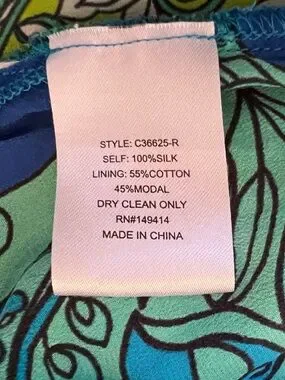 STYLE: C36625-R
SELF: 100%SILK
LINING: 55%COTTON
45%MODAL
DRY CLEAN ONLY
RN#149414
MADE IN CHINA